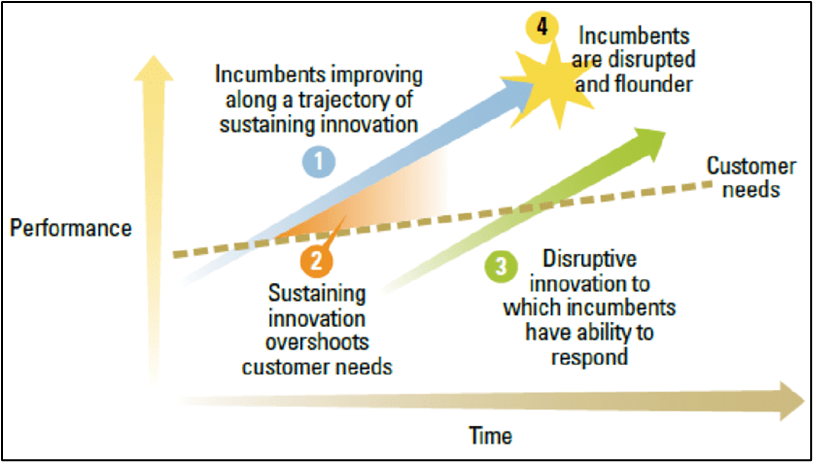 4
Incumbents
are disrupted
and flounder
Incumbents improving
along a trajectory of
sustaining innovation
1
Customer
needs
Performance
2
Sustaining
innovation
overshoots
customer needs
3
Disruptive
innovation to
which incumbents
have ability to
respond
Time